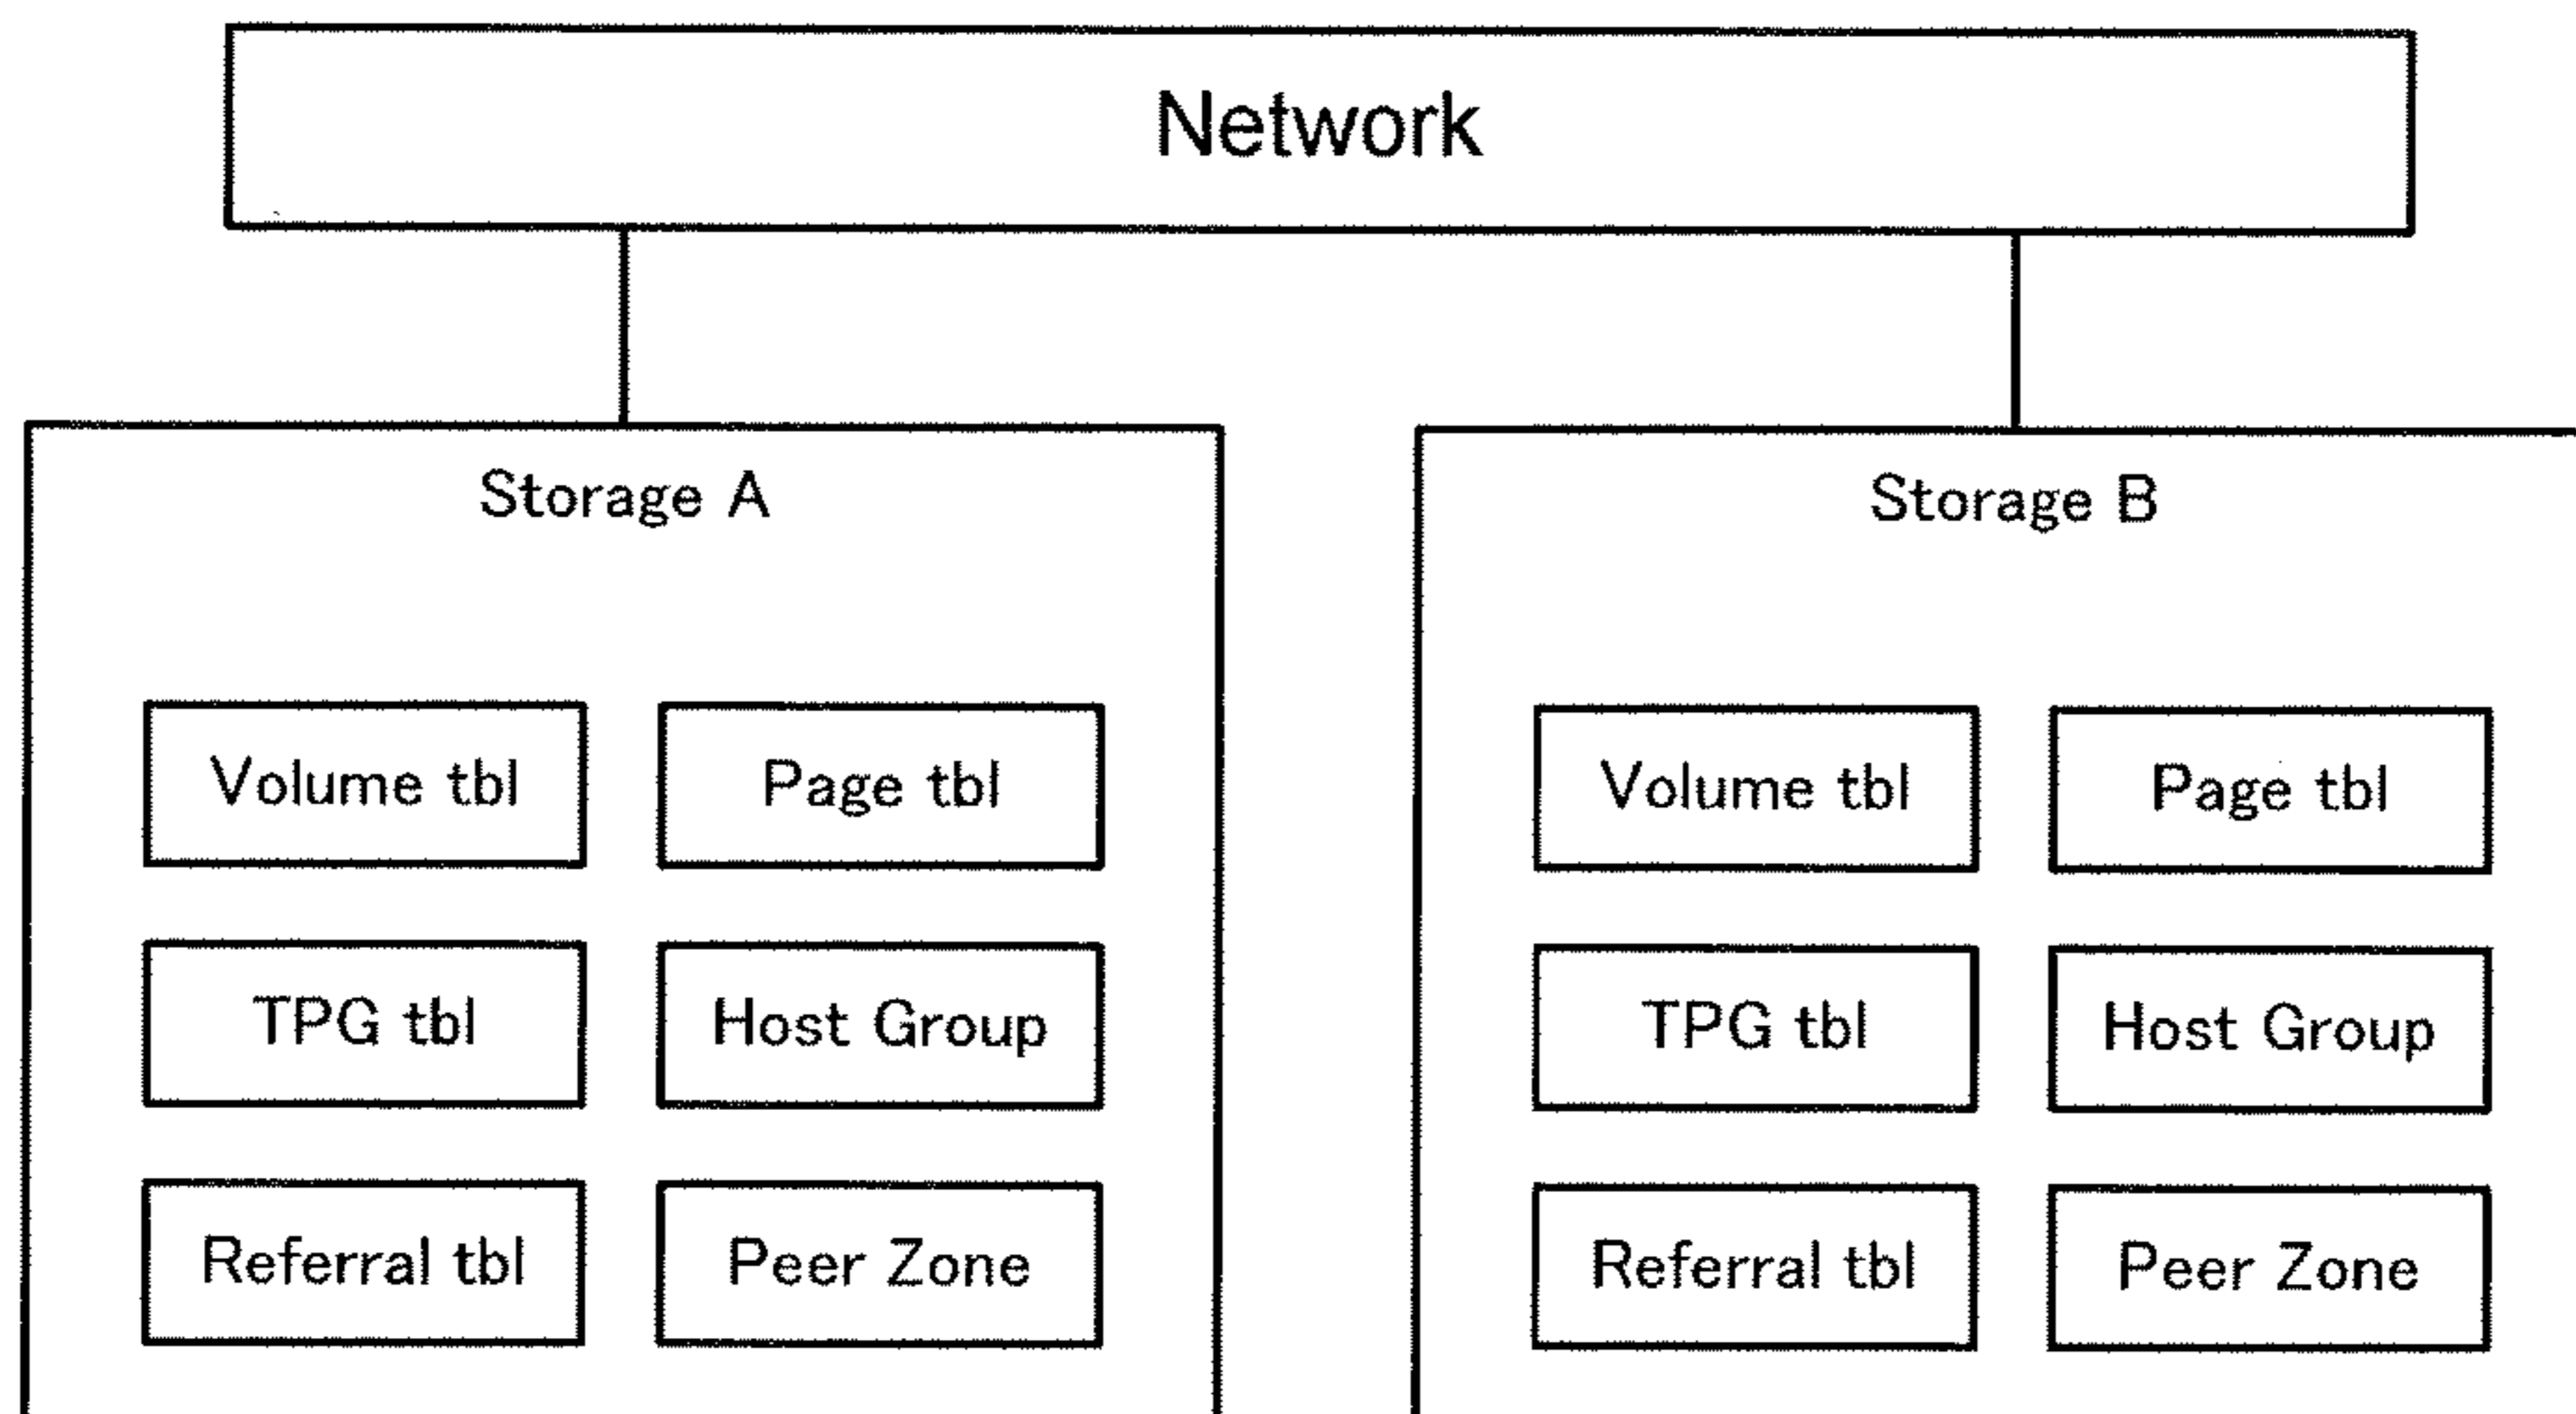 Network
Storage A
Volume tbl
Page tbl
TPG tbl
Host Group
Referral tbl
Peer Zone
Storage B
Volume tbl
Page tbl
TPG tbl
Host Group
Referral tbl
Peer Zone